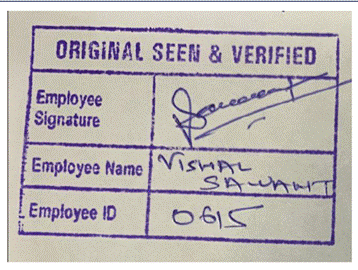 ORIGINAL SEEN & VERIFIED
Employee
Signature
Employee Name VISHAL
SAWANT
Employee ID 0615